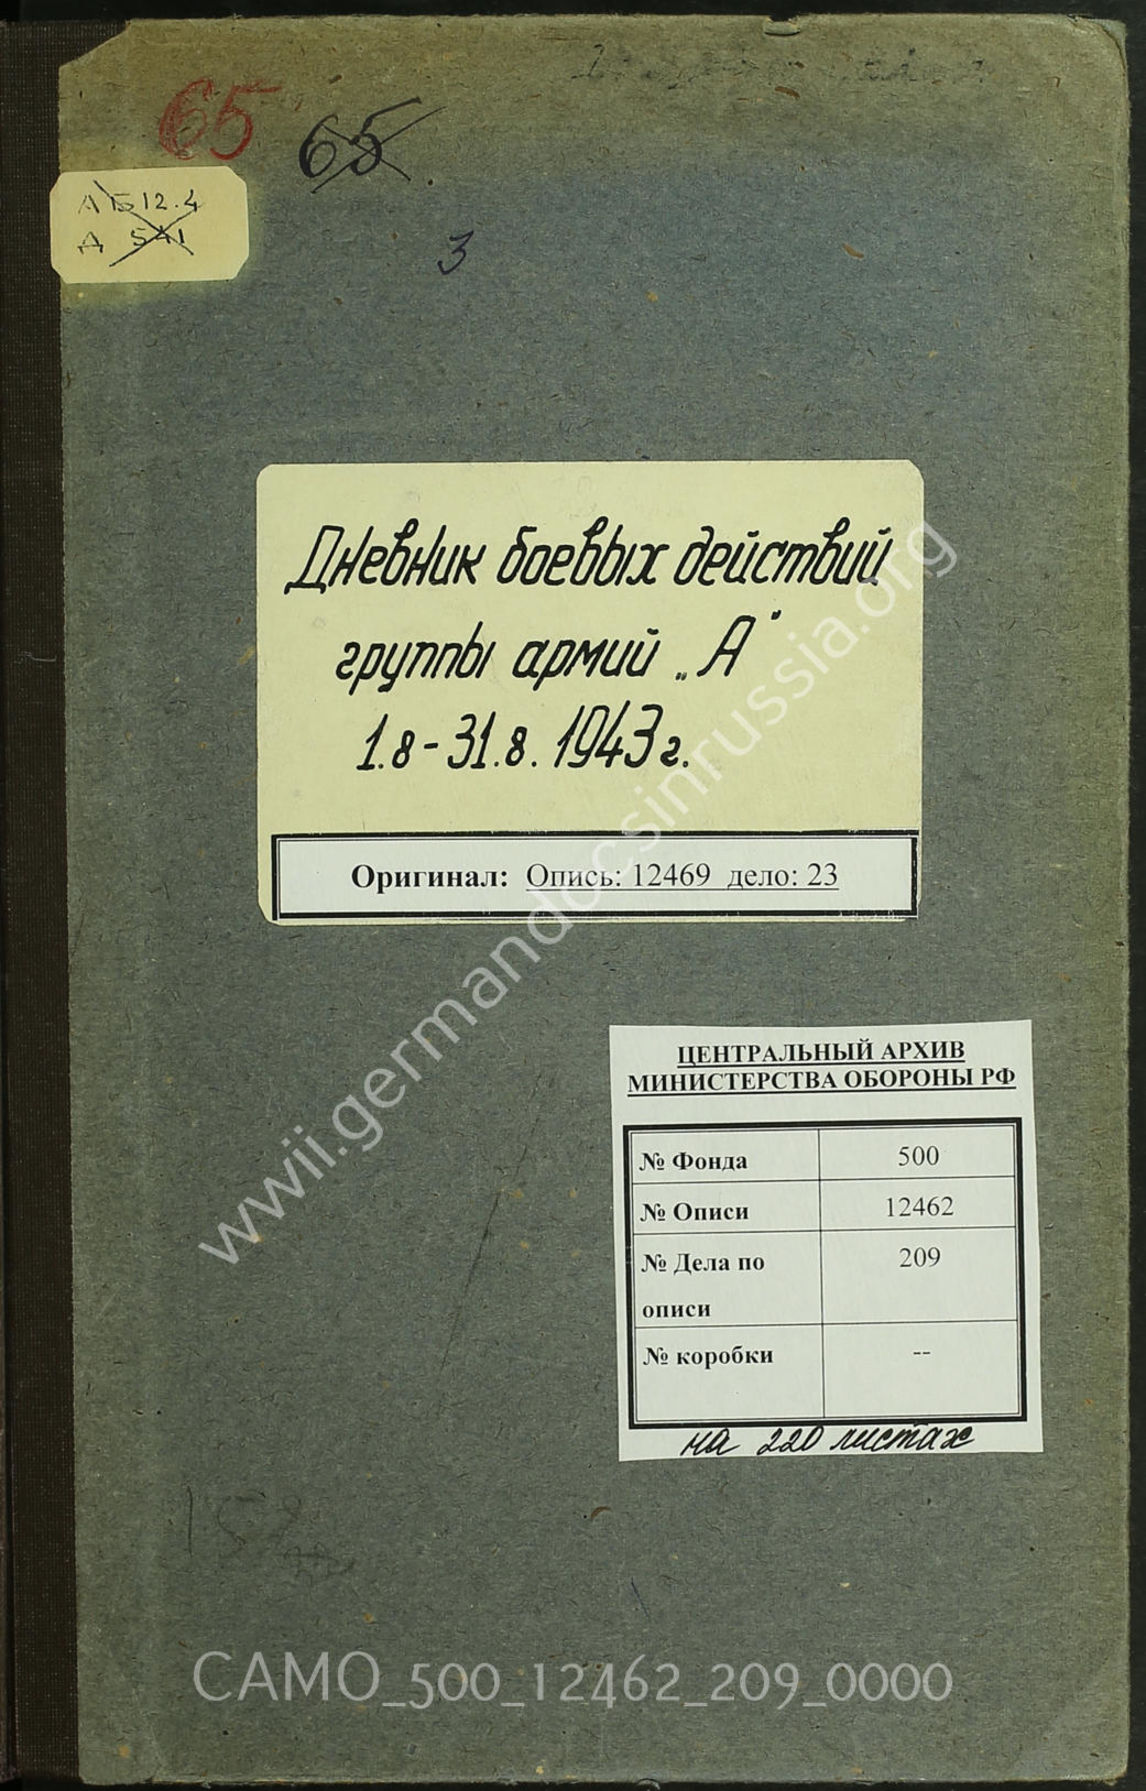 65 65
АБ 12.4
Д 541
3
Дневник боевых действий
группы армий „А"
1.8-31.8.1943 г.
Оригинал: Опись: 12469 дело: 23
ЦЕНТРАЛЬНЫЙ АРХИВ
МИНИСТЕРСТВА ОБОРОНЫ РФ
№ Фонда 500
№ Описи 12462
№ Дела по 209
описи
№ коробки --
на 220 листах
wwii.germandocsinrussia.org
CAMO_500_12462_209_0000